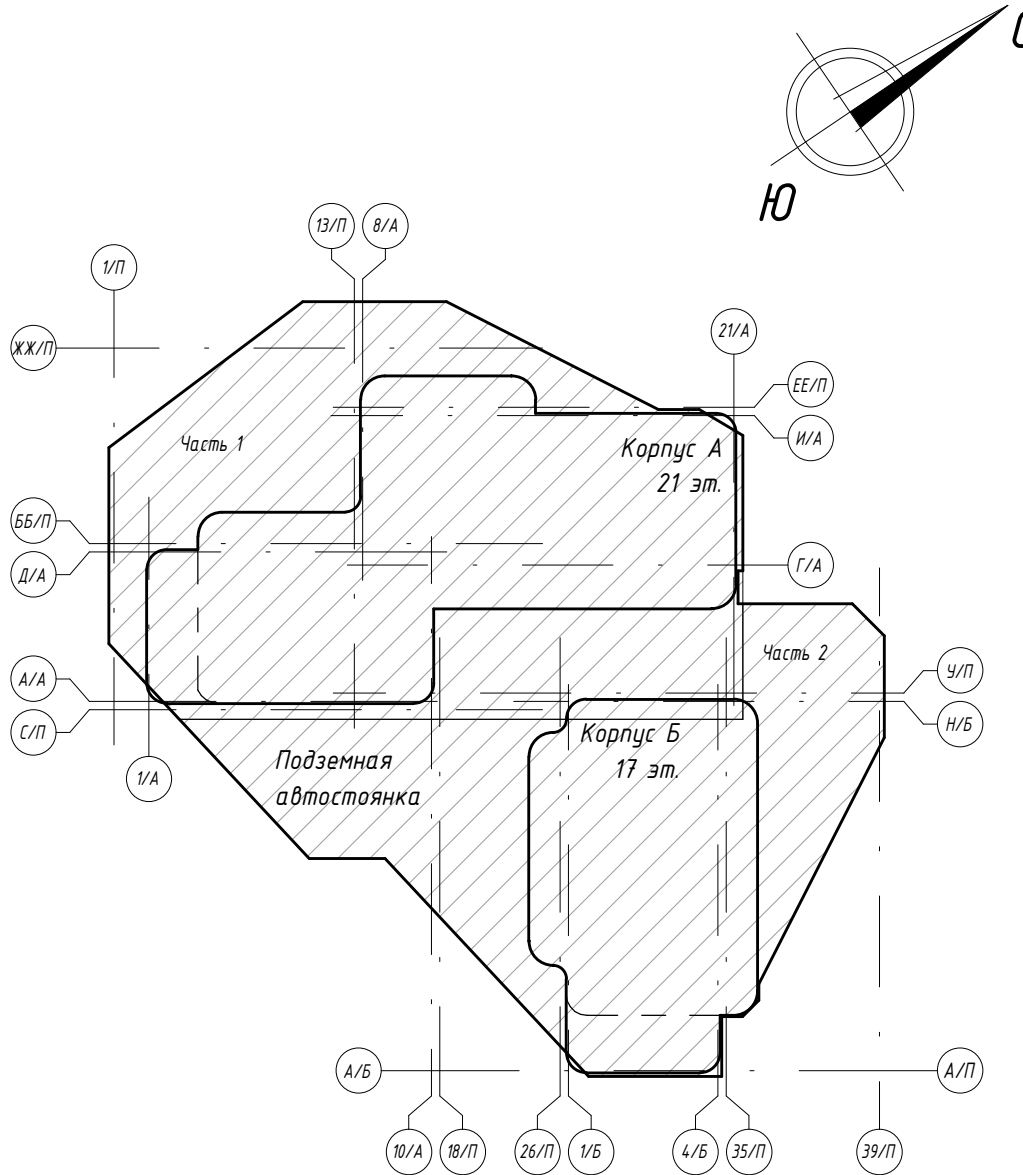 С
Ю
13/П
8/А
1/П
ЖЖ/П
21/А
ЕЕ/П
И/А
Часть 1
Корпус А
21 эт.
ББ/П
Д/А
Г/А
Часть 2
А/А
С/П
У/П
Н/Б
1/А
Подземная
автостоянка
Корпус Б
17 эт.
А/Б
А/П
10/А
18/П
26/П
1/Б
4/Б
35/П
39/П